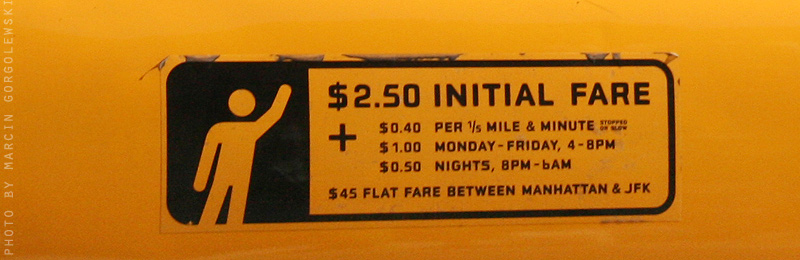 $2.50 INITIAL FARE
+
$0.40 PER 1/5 MILE & MINUTE STOPPED OR SLOW
$1.00 MONDAY-FRIDAY, 4-8PM
$0.50 NIGHTS, 8PM-6AM
$45 FLAT FARE BETWEEN MANHATTAN & JFK
PHOTO BY MARCIN GORGOLEWSKI